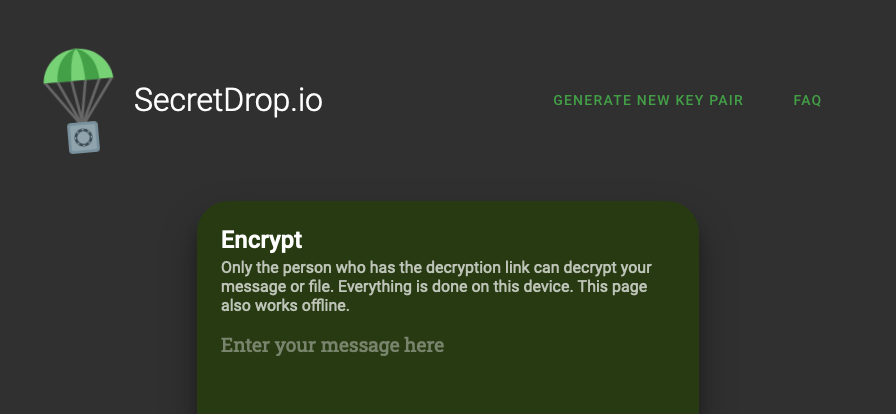 SecretDrop.io
GENERATE NEW KEY PAIR
FAQ
Encrypt
Only the person who has the decryption link can decrypt your
message or file. Everything is done on this device. This page
also works offline.
Enter your message here